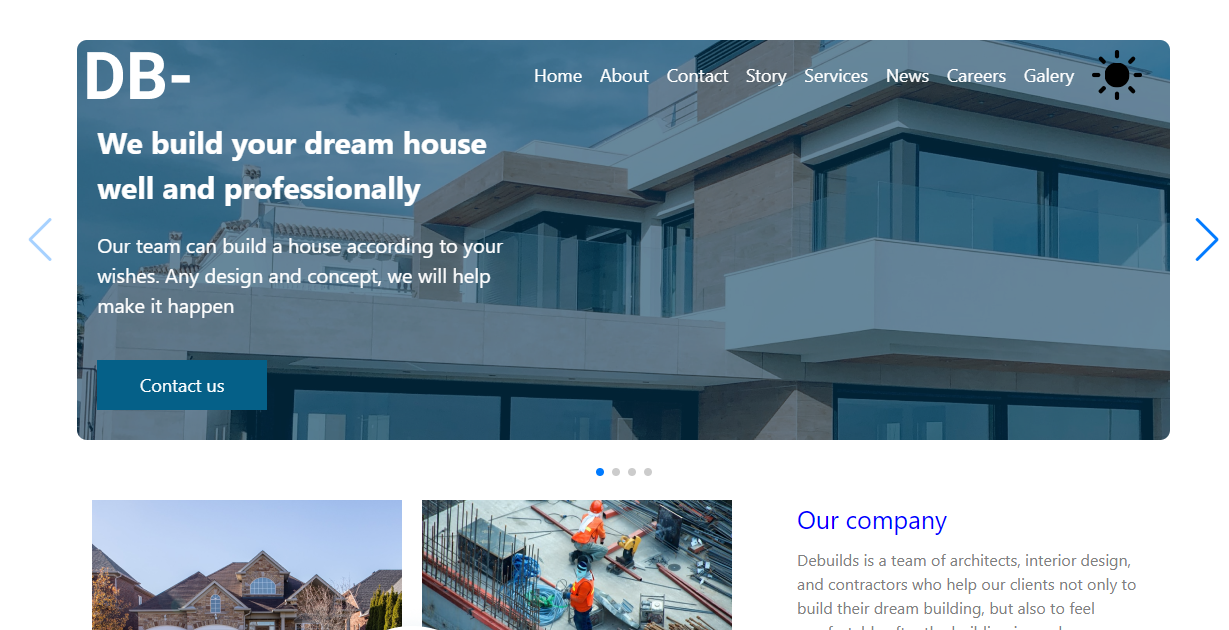 DB-
Home About Contact Story Services News Careers Galery
We build your dream house
well and professionally
Our team can build a house according to your
wishes. Any design and concept, we will help
make it happen
Contact us
Our company
Debuilds is a team of architects, interior design,
and contractors who help our clients not only to
build their dream building, but also to feel